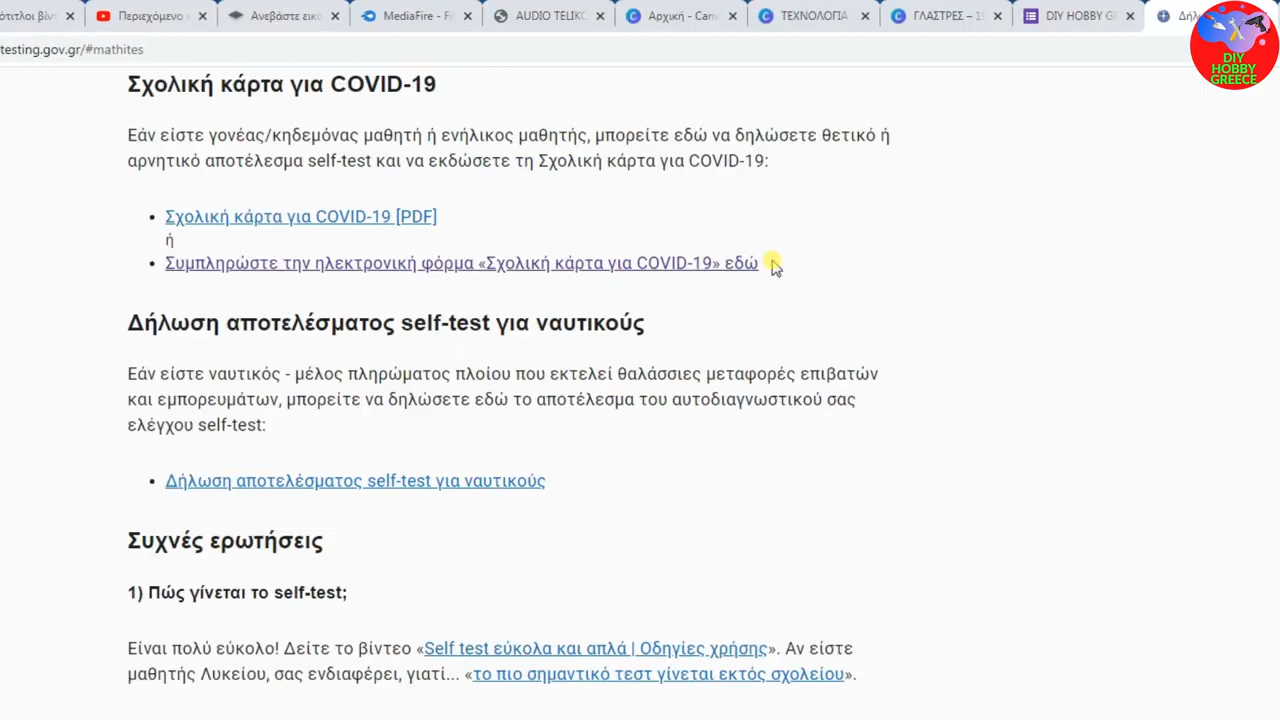 ότιτλοι βίντ
Περιεχόμενο κ
Ανεβάστε εικο
MediaFire - Fi
AUDIO TELIKO
Αρχική - Canv
ΤΕΧΝΟΛΟΓΙΑ
ΓΛΑΣΤΡΕΣ – 19
DIY HOBBY GR
Δήλω
testing.gov.gr/#mathites
DIY
HOBBY
GREECE
Σχολική κάρτα για COVID-19
Εάν είστε γονέας/κηδεμόνας μαθητή ή ενήλικος μαθητής, μπορείτε εδώ να δηλώσετε θετικό ή
αρνητικό αποτέλεσμα self-test και να εκδώσετε τη Σχολική κάρτα για COVID-19:
• Σχολική κάρτα για COVID-19 [PDF]
ή
• Συμπληρώστε την ηλεκτρονική φόρμα «Σχολική κάρτα για COVID-19» εδώ
Δήλωση αποτελέσματος self-test για ναυτικούς
Εάν είστε ναυτικός - μέλος πληρώματος πλοίου που εκτελεί θαλάσσιες μεταφορές επιβατών
και εμπορευμάτων, μπορείτε να δηλώσετε εδώ το αποτέλεσμα του αυτοδιαγνωστικού σας
ελέγχου self-test:
• Δήλωση αποτελέσματος self-test για ναυτικούς
Συχνές ερωτήσεις
1) Πώς γίνεται το self-test;
Είναι πολύ εύκολο! Δείτε το βίντεο «Self test εύκολα και απλά | Οδηγίες χρήσης». Αν είστε
μαθητής Λυκείου, σας ενδιαφέρει, γιατί... «το πιο σημαντικό τεστ γίνεται εκτός σχολείου».